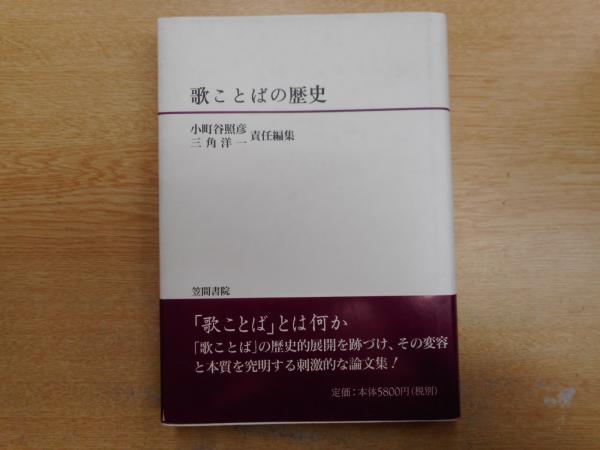 歌ことばの歴史
小町谷照彦
三角洋一 責任編集
笠間書院
「歌ことば」とは何か
「歌ことば」の歴史的展開を跡づけ、その変容
と本質を究明する刺激的な論文集!
定価:本体5800円(税別)